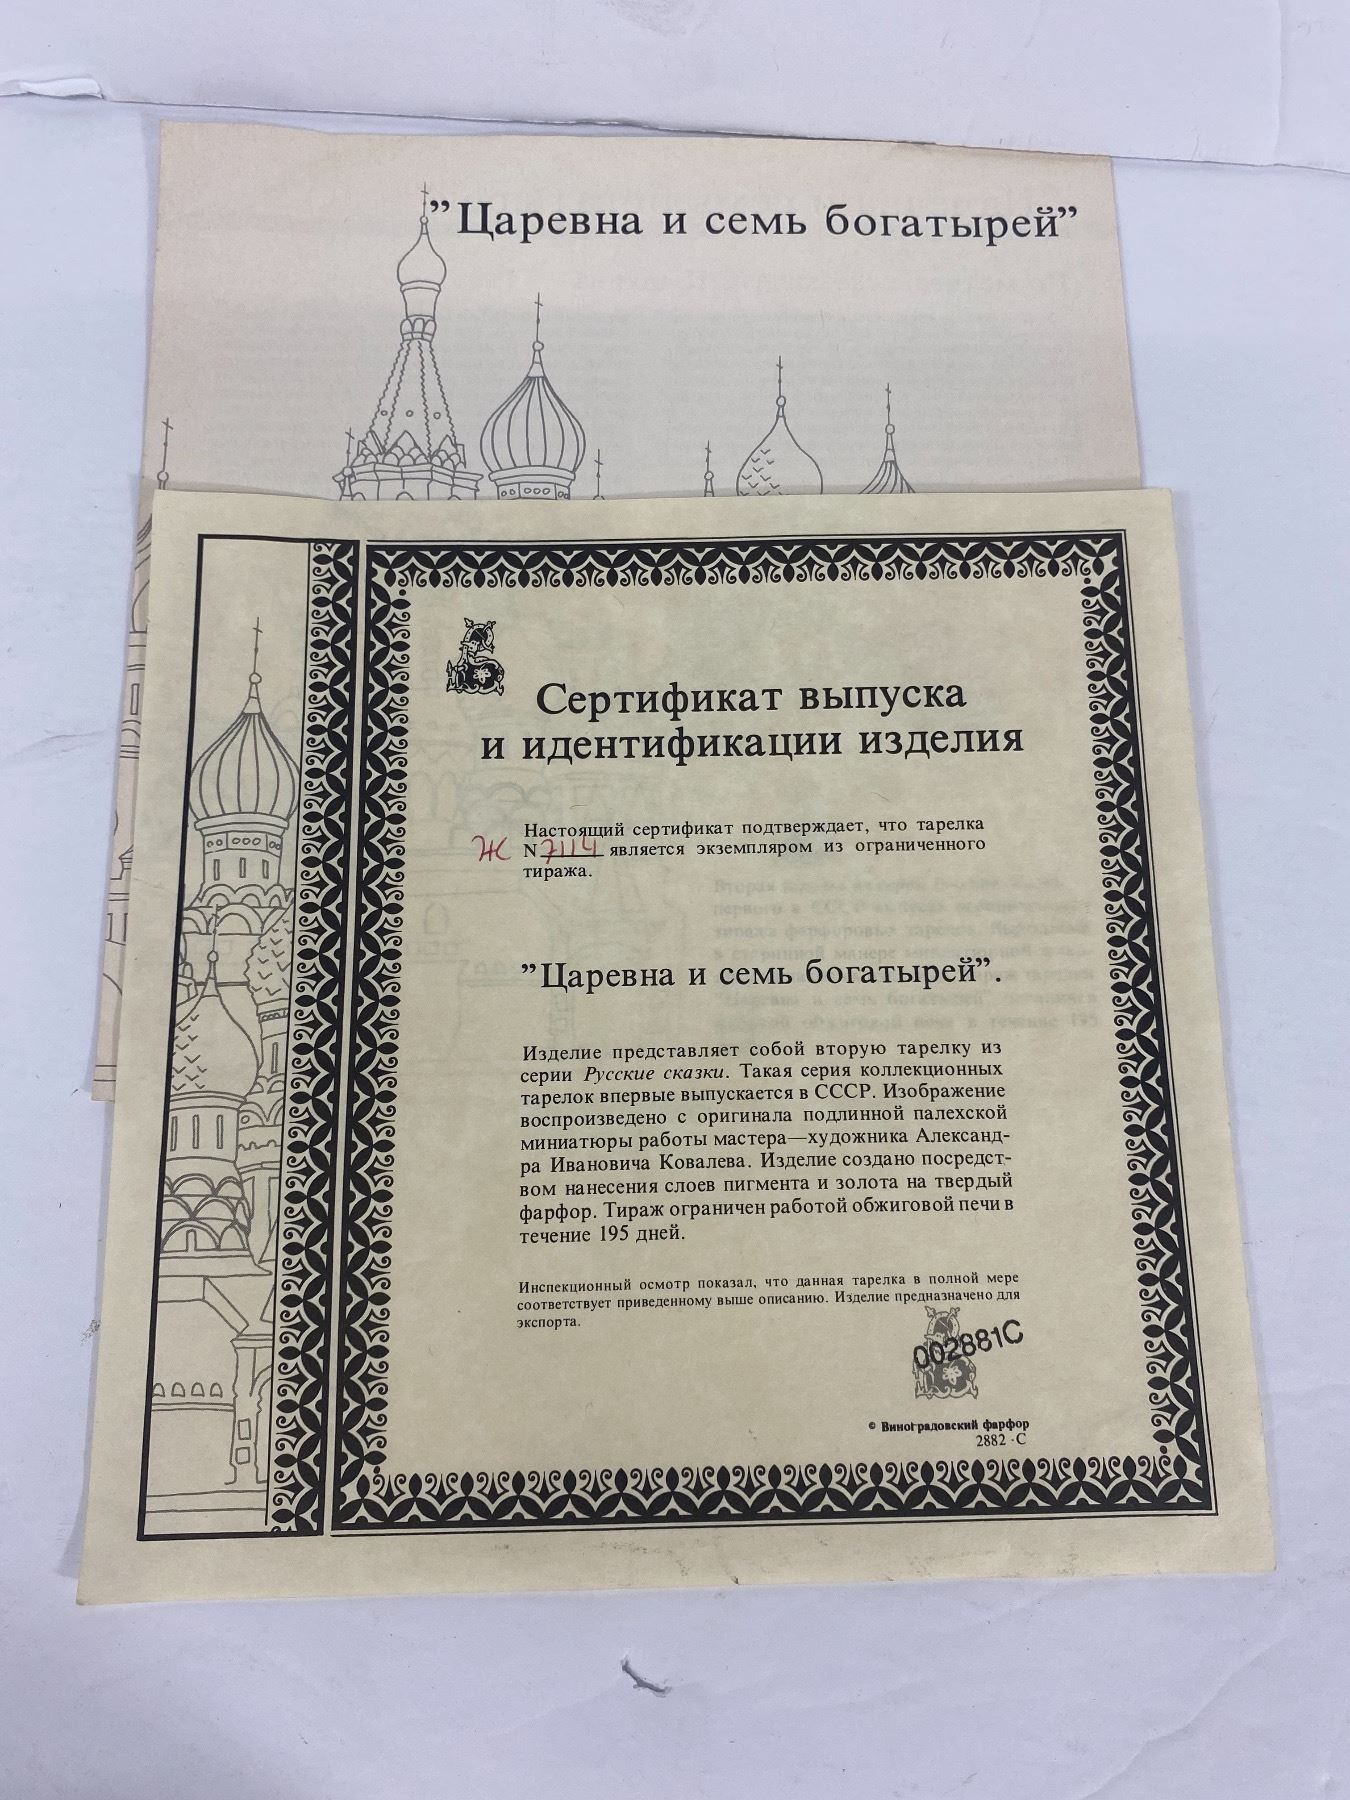 ”Царевна и семь богатырей”
Сертификат выпуска
и идентификации изделия
Настоящий сертификат подтверждает, что тарелка
Ж N 7114 является экземпляром из ограниченного
тиража.
”Царевна и семь богатырей”.
Изделие представляет собой вторую тарелку из
серии Русские сказки. Такая серия коллекционных
тарелок впервые выпускается в СССР. Изображение
воспроизведено с оригинала подлинной палехской
миниатюры работы мастера—художника Александ-
ра Ивановича Ковалева. Изделие создано посредст-
вом нанесения слоев пигмента и золота на твердый
фарфор. Тираж ограничен работой обжиговой печи в
течение 195 дней.
Инспекционный осмотр показал, что данная тарелка в полной мере
соответствует приведенному выше описанию. Изделие предназначено для
экспорта.
002881C
© Виноградовский фарфор
2882 ·C